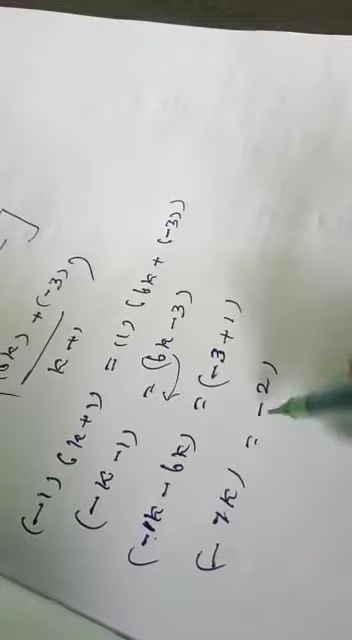 (6k) + (-3)
k+1
(-1) (k+1) = (1) (6k + (-3))
(-k -1) = (6k -3)
(-1k - 6k) = (-3 + 1)
(-7k) = -2)